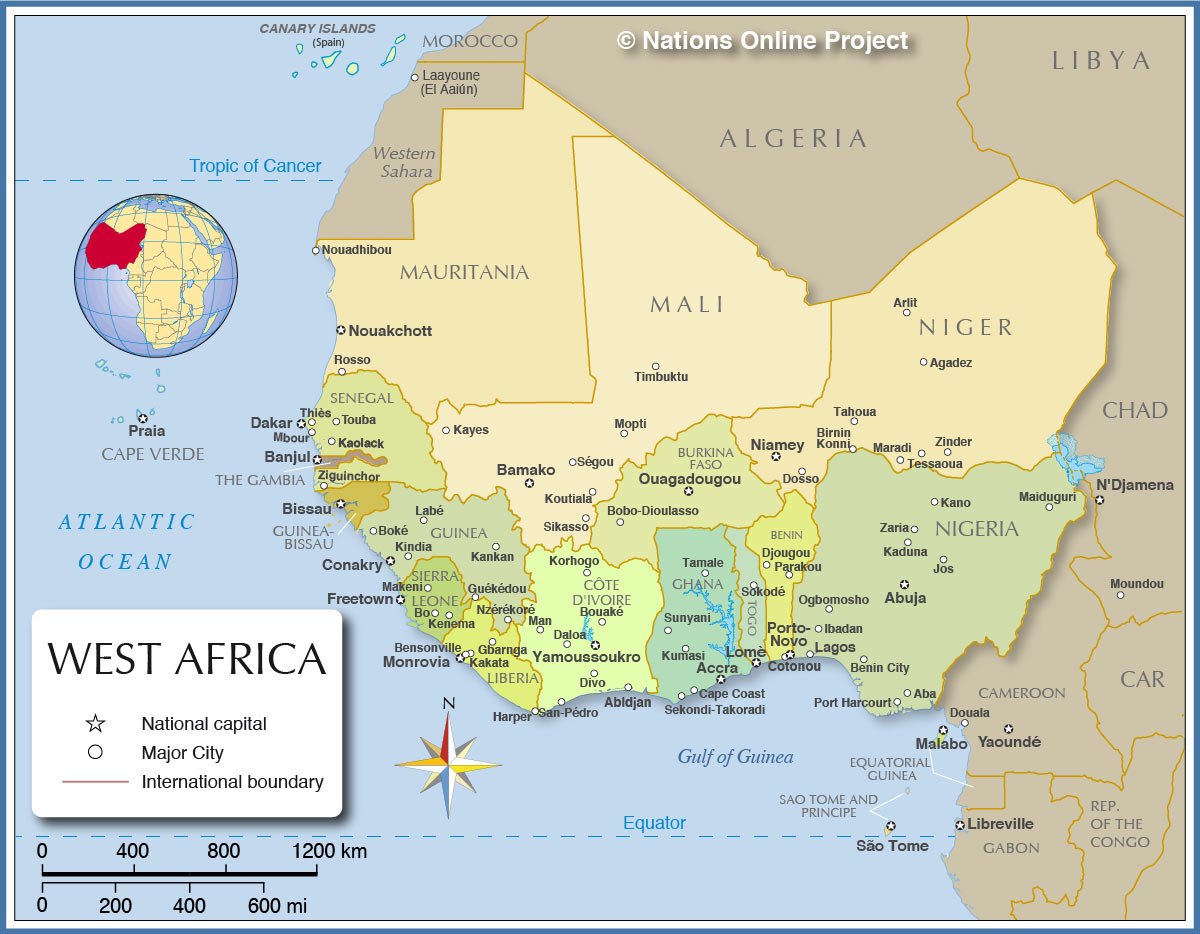 CANARY ISLANDS
(Spain)
MOROCCO
© Nations Online Project
LIBYA
Laayoune
(El Aaiún)
ALGERIA
Western
Sahara
Tropic of Cancer
Nouadhibou
MAURITANIA
MALI
Arlit
NIGER
Nouakchott
Rosso
Agadez
Timbuktu
SENEGAL
CHAD
Thiès
Touba
Dakar
Mbour
Kaolack
Praia
CAPE VERDE
Kayes
Mopti
Tahoua
Birnin
Konni
Niamey
Maradi
Zinder
Tessaoua
Banjul
THE GAMBIA
Ziguinchor
Bamako
Ségou
BURKINA
FASO
Ouagadougou
Dosso
N'Djamena
Koutiala
Maiduguri
Bissau
GUINEA-
BISSAU
Labé
Boké
GUINEA
Sikasso
Bobo-Dioulasso
Kano
NIGERIA
Zaria
Kaduna
Jos
ATLANTIC
OCEAN
Kindia
Kankan
Conakry
Korhogo
Tamale
GHANA
BENIN
Djougou
Parakou
Moundou
SIERRA
LEONE
Makeni
Freetown
Guékédou
CÔTE
D'IVOIRE
Bouaké
Sokodé
TOGO
Ogbomosho
Abuja
Bo
Kenema
Nzérékoré
Man
Sunyani
Porto-
Novo
Ibadan
Daloa
Yamoussoukro
Bensonville
Monrovia
Gbarnga
Kakata
Kumasi
Lomè
Accra
Cotonou
Lagos
Benin City
LIBERIA
Divo
Abidjan
Cape Coast
Sekondi-Takoradi
Port Harcourt
Aba
CAMEROON
CAR
Harper
San-Pédro
Douala
Malabo
Yaoundé
WEST AFRICA
National capital
Major City
International boundary
N
Gulf of Guinea
EQUATORIAL
GUINEA
SAO TOME AND
PRINCIPE
REP.
OF THE
CONGO
Equator
Libreville
São Tome
GABON
0 400 800 1200 km
0 200 400 600 mi